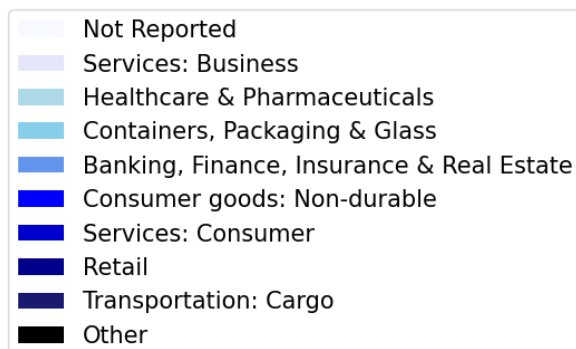 Not Reported
Services: Business
Healthcare & Pharmaceuticals
Containers, Packaging & Glass
Banking, Finance, Insurance & Real Estate
Consumer goods: Non-durable
Services: Consumer
Retail
Transportation: Cargo
Other